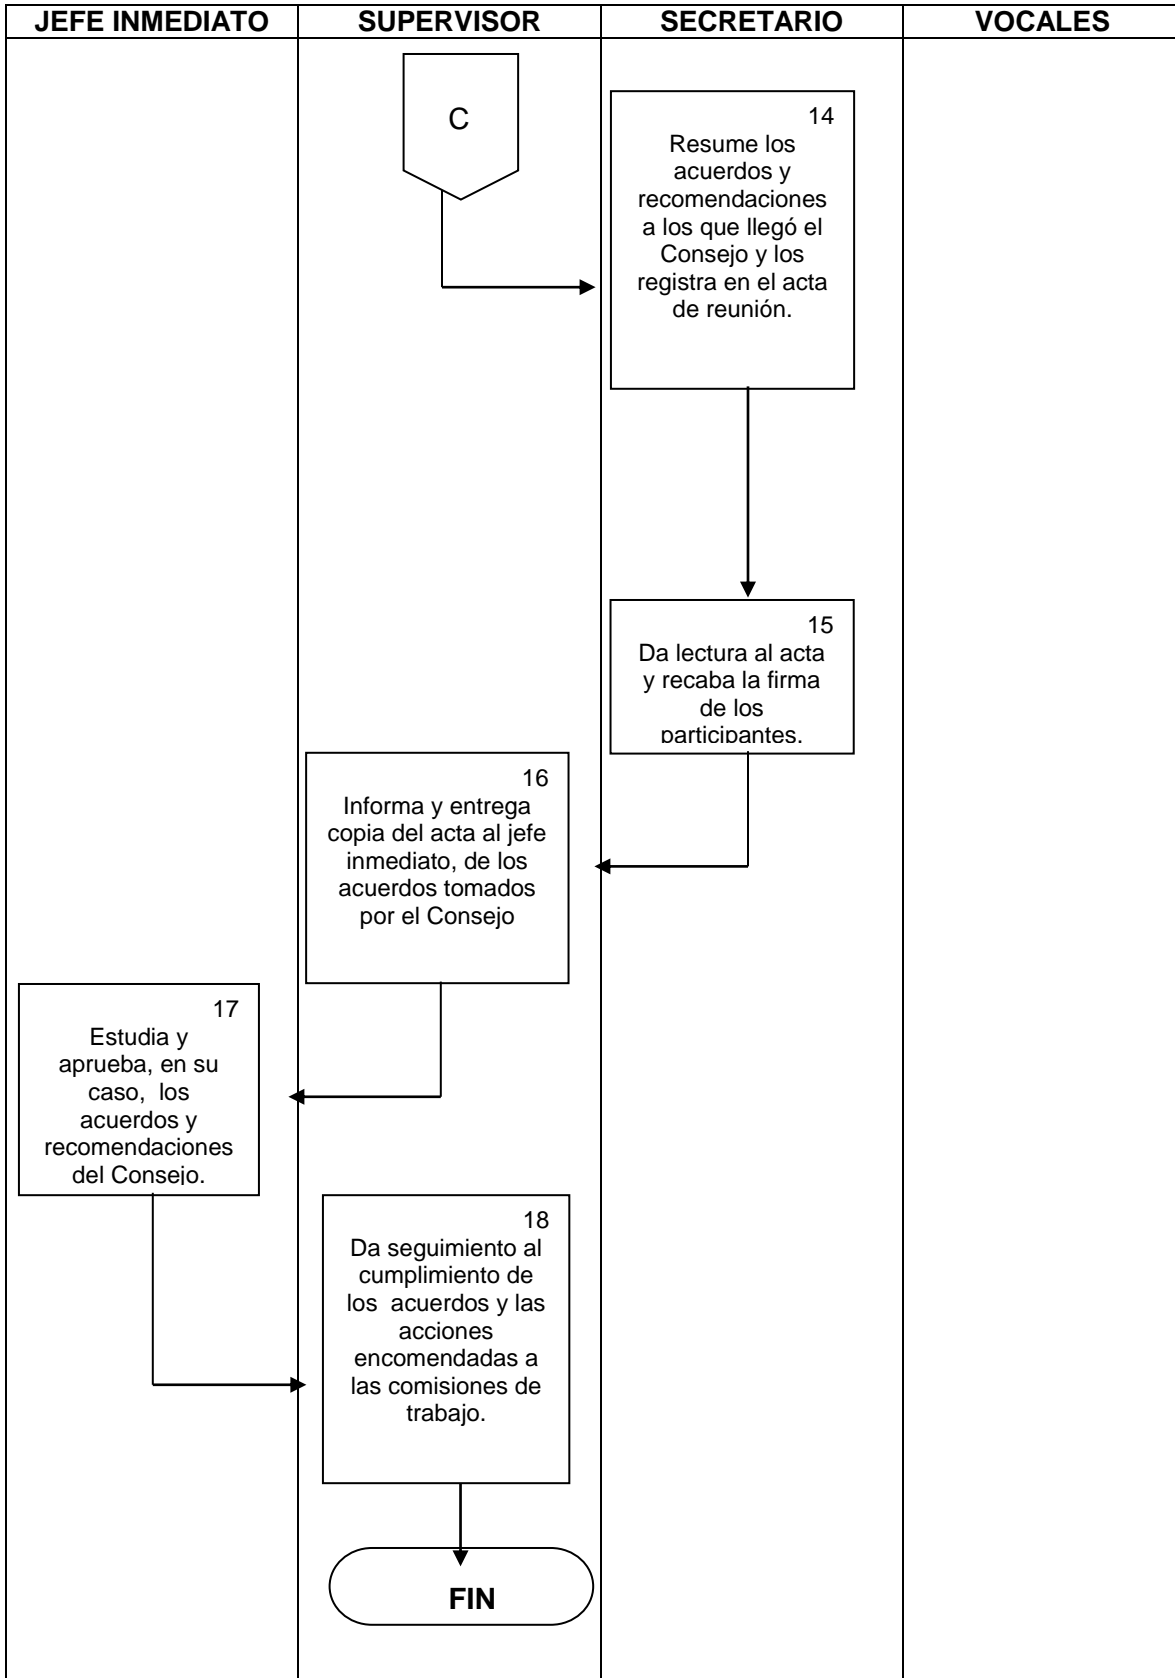 JEFE INMEDIATO SUPERVISOR SECRETARIO VOCALES
C
14
Resume los
acuerdos y
recomendaciones
a los que llegó el
Consejo y los
registra en el acta
de reunión.
15
Da lectura al acta
y recaba la firma
de los
participantes.
16
Informa y entrega
copia del acta al jefe
inmediato, de los
acuerdos tomados
por el Consejo
17
Estudia y
aprueba, en su
caso, los
acuerdos y
recomendaciones
del Consejo.
18
Da seguimiento al
cumplimiento de
los acuerdos y las
acciones
encomendadas a
las comisiones de
trabajo.
FIN